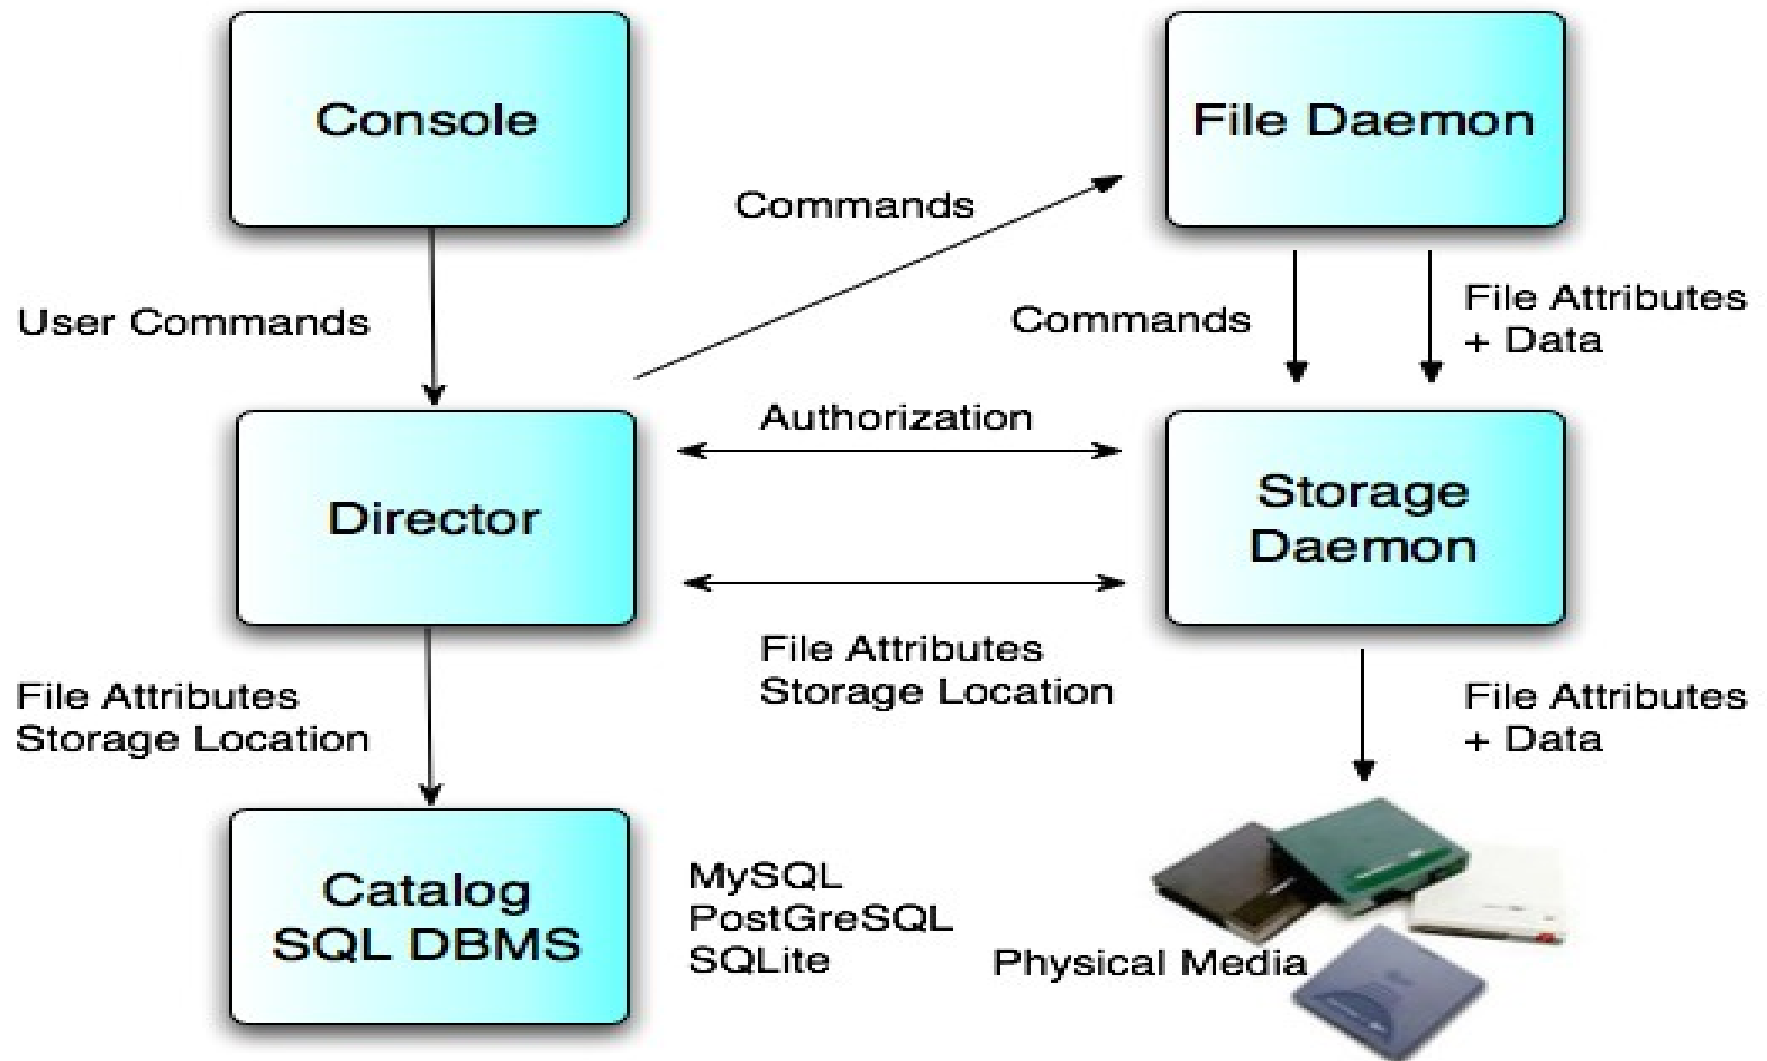 Console
File Daemon
Commands
User Commands
Commands
File Attributes
+ Data
Authorization
Director
Storage
Daemon
File Attributes
Storage Location
File Attributes
Storage Location
File Attributes
+ Data
Catalog
SQL DBMS
MySQL
PostGreSQL
SQLite
Physical Media